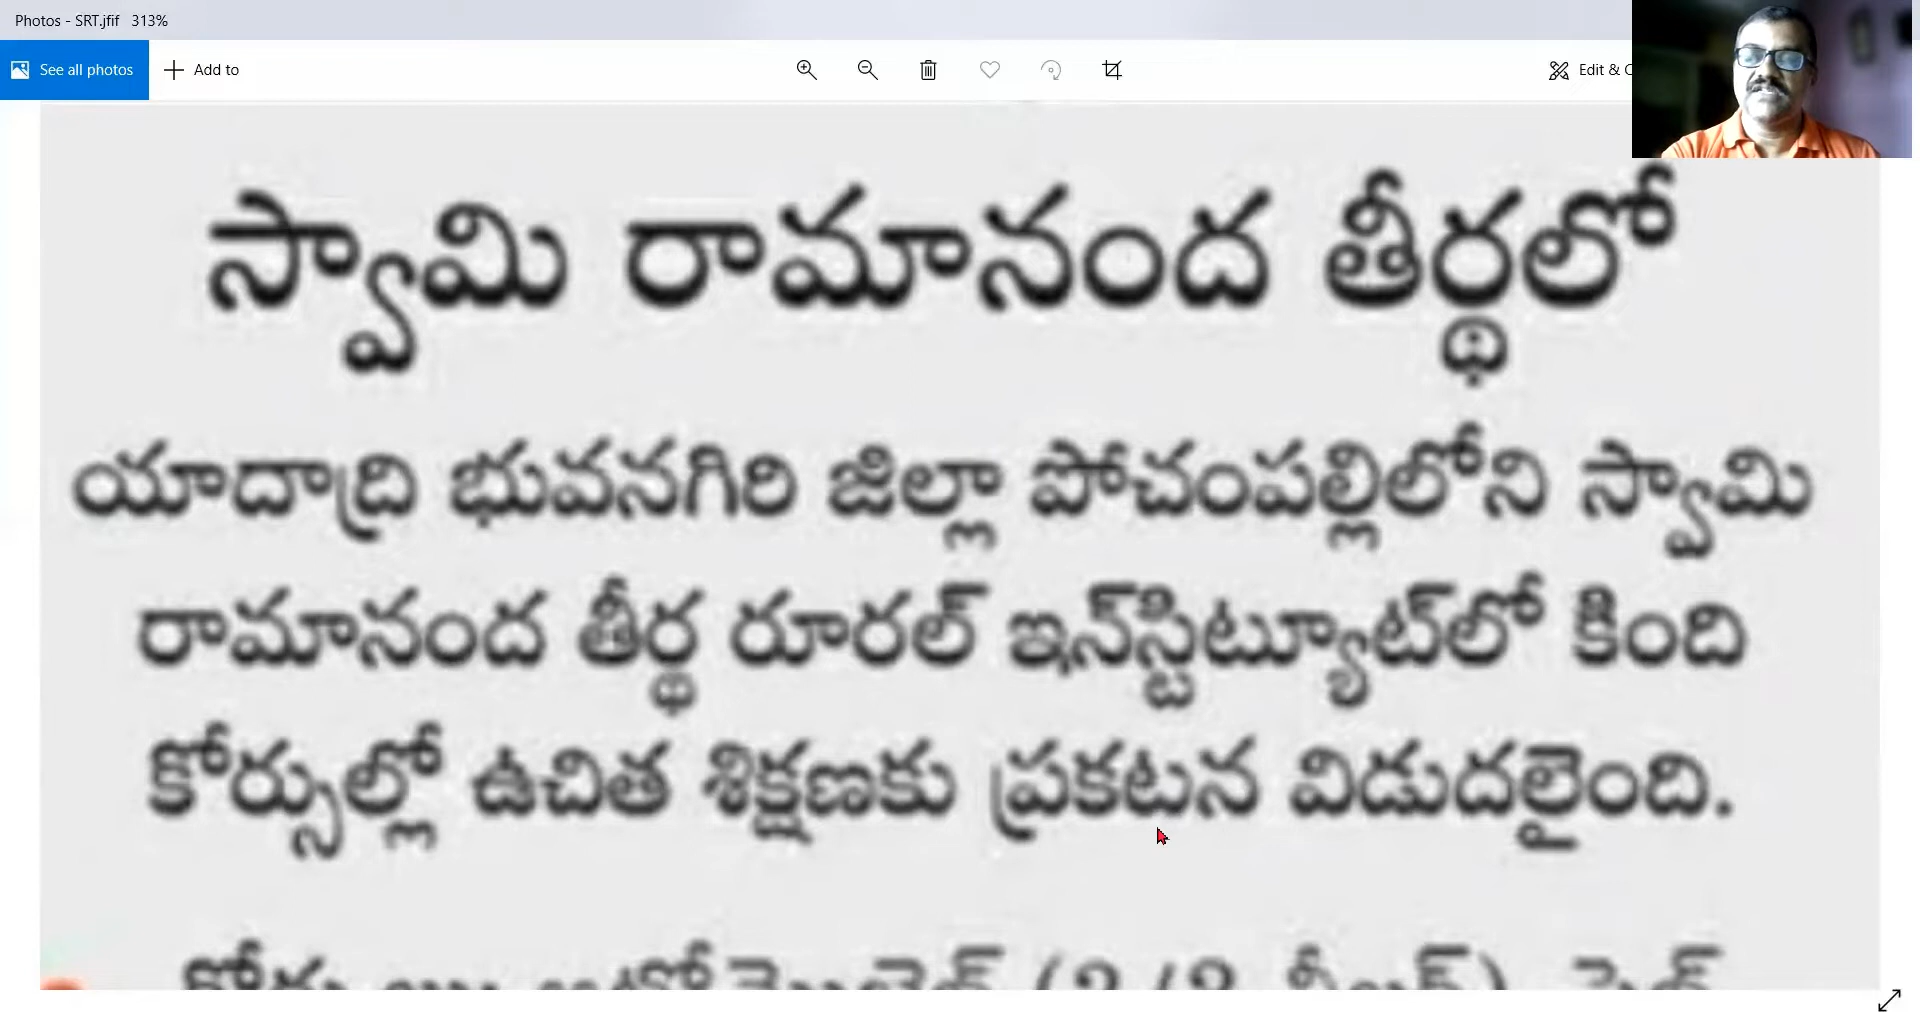 Photos - SRT.jfif 313%
See all photos
Add to
Edit & C
స్వామి రామానంద తీర్థలో
యాదాద్రి భువనగిరి జిల్లా పోచంపల్లిలోని స్వామి
రామానంద తీర్థ రూరల్ ఇన్‌స్టిట్యూట్‌లో కింది
కోర్సుల్లో ఉచిత శిక్షణకు ప్రకటన విడుదలైంది.